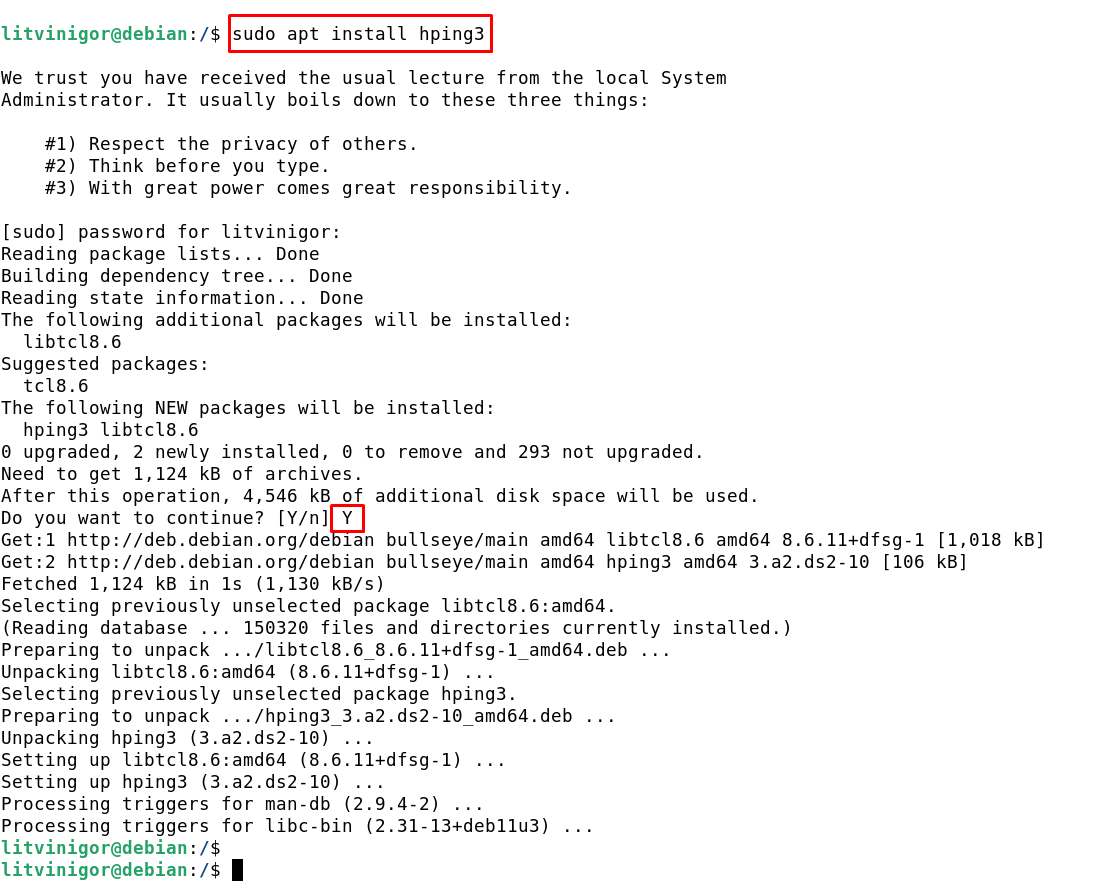 litvinigor@debian:/$ sudo apt install hping3
We trust you have received the usual lecture from the local System
Administrator. It usually boils down to these three things:
#1) Respect the privacy of others.
#2) Think before you type.
#3) With great power comes great responsibility.
[sudo] password for litvinigor:
Reading package lists... Done
Building dependency tree... Done
Reading state information... Done
The following additional packages will be installed:
libtcl8.6
Suggested packages:
tcl8.6
The following NEW packages will be installed:
hping3 libtcl8.6
0 upgraded, 2 newly installed, 0 to remove and 293 not upgraded.
Need to get 1,124 kB of archives.
After this operation, 4,546 kB of additional disk space will be used.
Do you want to continue? [Y/n] Y
Get:1 http://deb.debian.org/debian bullseye/main amd64 libtcl8.6 amd64 8.6.11+dfsg-1 [1,018 kB]
Get:2 http://deb.debian.org/debian bullseye/main amd64 hping3 amd64 3.a2.ds2-10 [106 kB]
Fetched 1,124 kB in 1s (1,130 kB/s)
Selecting previously unselected package libtcl8.6:amd64.
(Reading database ... 150320 files and directories currently installed.)
Preparing to unpack .../libtcl8.6_8.6.11+dfsg-1_amd64.deb ...
Unpacking libtcl8.6:amd64 (8.6.11+dfsg-1) ...
Selecting previously unselected package hping3.
Preparing to unpack .../hping3_3.a2.ds2-10_amd64.deb ...
Unpacking hping3 (3.a2.ds2-10) ...
Setting up libtcl8.6:amd64 (8.6.11+dfsg-1) ...
Setting up hping3 (3.a2.ds2-10) ...
Processing triggers for man-db (2.9.4-2) ...
Processing triggers for libc-bin (2.31-13+deb11u3) ...
litvinigor@debian:/$
litvinigor@debian:/$